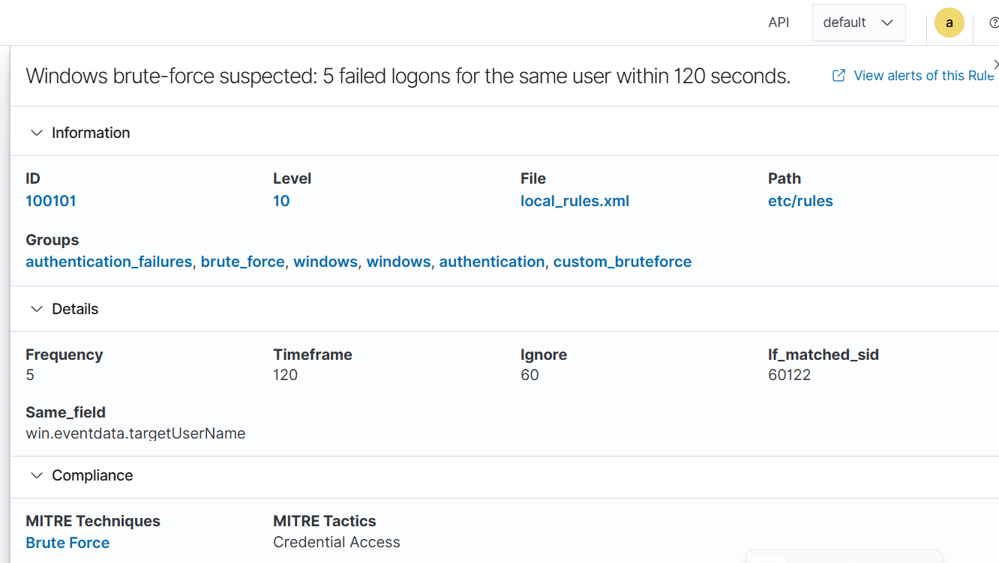 API default a
Windows brute-force suspected: 5 failed logons for the same user within 120 seconds. View alerts of this Rule
Information
ID Level File Path
100101 10 local_rules.xml etc/rules
Groups
authentication_failures, brute_force, windows, windows, authentication, custom_bruteforce
Details
Frequency Timeframe Ignore If_matched_sid
5 120 60 60122
Same_field
win.eventdata.targetUserName
Compliance
MITRE Techniques MITRE Tactics
Brute Force Credential Access